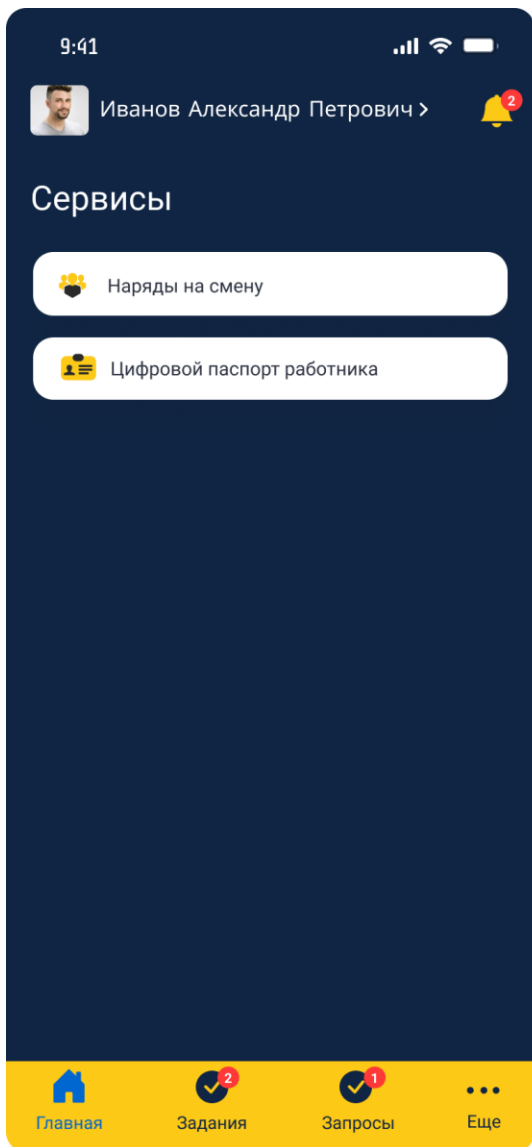 9:41
Иванов Александр Петрович
2
Сервисы
Наряды на смену
Цифровой паспорт работника
2
1
Главная
Задания
Запросы
Еще